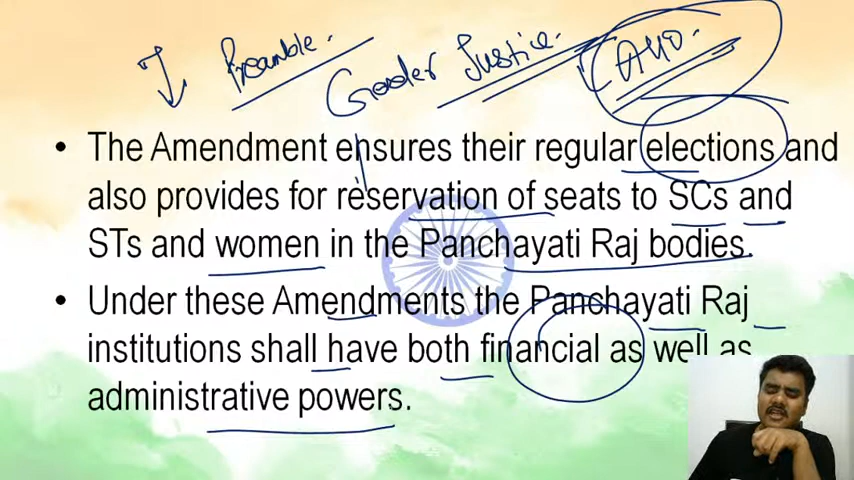 Preamble.
Gender Justice.
• The Amendment ensures their regular elections and
also provides for reservation of seats to SCs and
STs and women in the Panchayati Raj bodies.
• Under these Amendments the Panchayati Raj
institutions shall have both financial as well as
administrative powers.